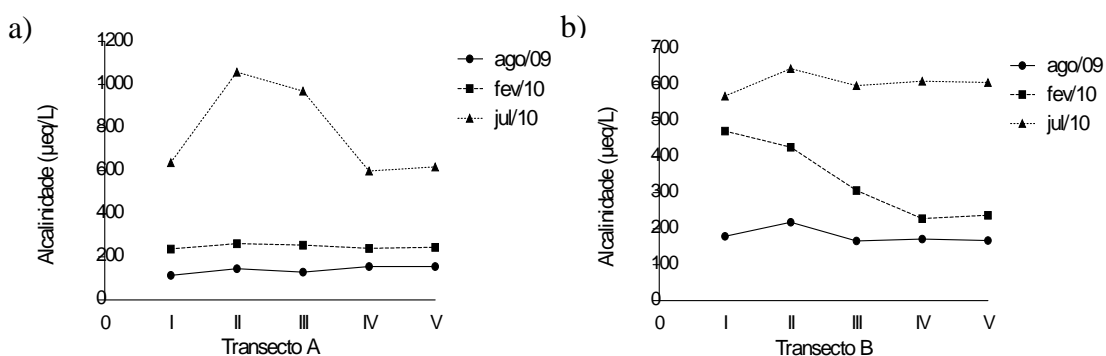 a)
Alcalinidade (µeq/L)
1200
1000
800
600
400
200
0
0 I II III IV V
Transecto A
ago/09
fev/10
jul/10
b)
Alcalinidade (µeq/L)
700
600
500
400
300
200
100
0
0 I II III IV V
Transecto B
ago/09
fev/10
jul/10